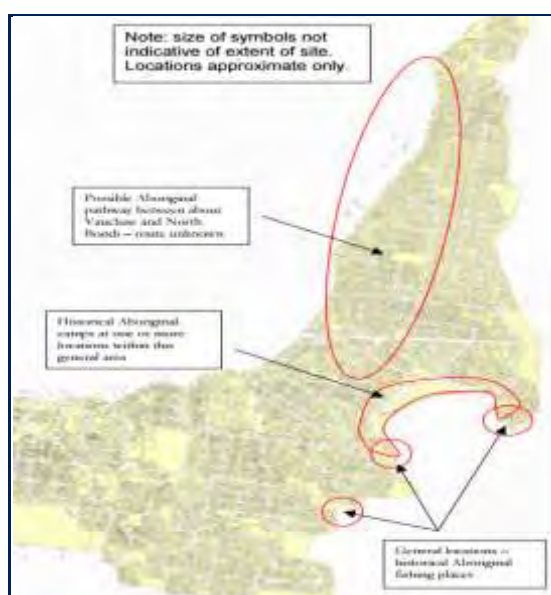 Note: size of symbols not
indicative of extent of site.
Locations approximate only.
Possible Aboriginal
pathway between about
Vaucluse and North
Bondi – route unknown
Historical Aboriginal
camps at one or more
locations within this
general area
General locations –
historical Aboriginal
fishing places